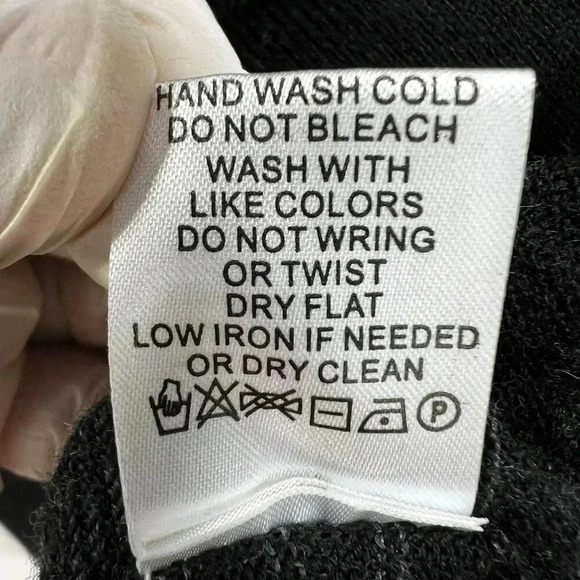 HAND WASH COLD
DO NOT BLEACH
WASH WITH
LIKE COLORS
DO NOT WRING
OR TWIST
DRY FLAT
LOW IRON IF NEEDED
OR DRY CLEAN
P